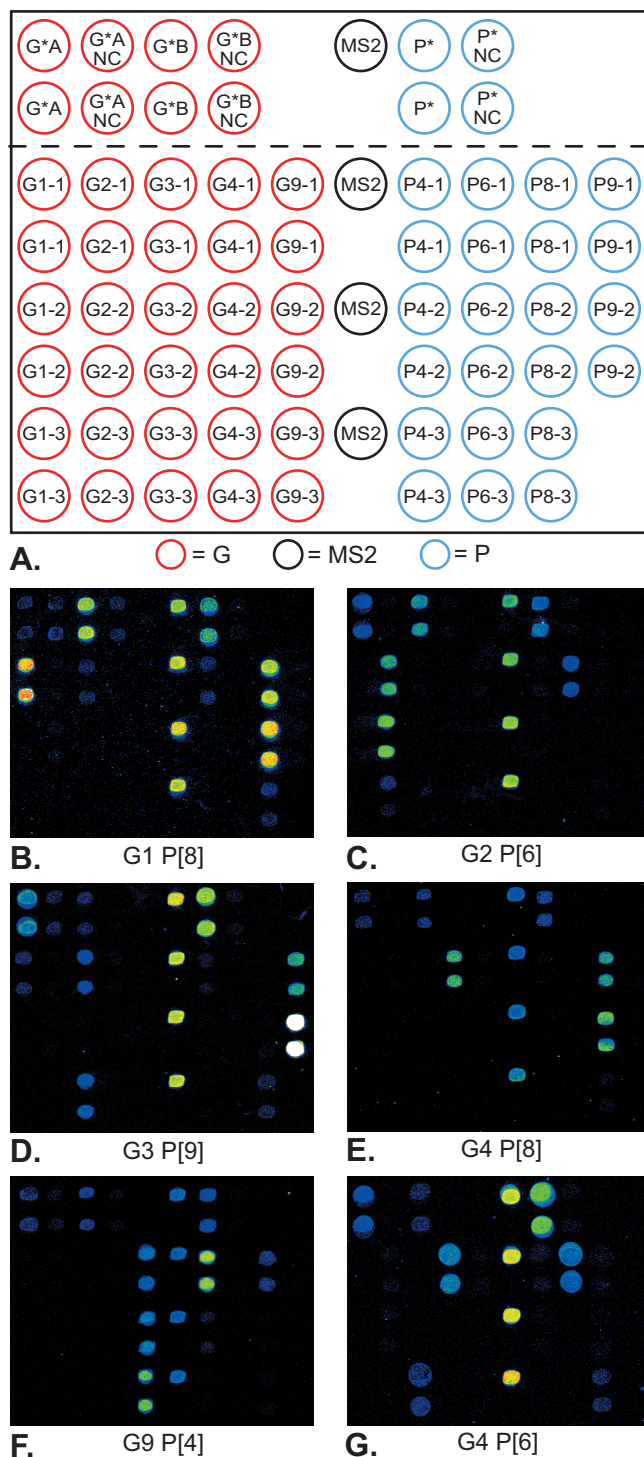 G*A G*A NC G*B G*B NC MS2 P* P* NC
G*A G*A NC G*B G*B NC P* P* NC
G1-1 G2-1 G3-1 G4-1 G9-1 MS2 P4-1 P6-1 P8-1 P9-1
G1-1 G2-1 G3-1 G4-1 G9-1 P4-1 P6-1 P8-1 P9-1
G1-2 G2-2 G3-2 G4-2 G9-2 MS2 P4-2 P6-2 P8-2 P9-2
G1-2 G2-2 G3-2 G4-2 G9-2 P4-2 P6-2 P8-2 P9-2
G1-3 G2-3 G3-3 G4-3 G9-3 MS2 P4-3 P6-3 P8-3
G1-3 G2-3 G3-3 G4-3 G9-3 P4-3 P6-3 P8-3
A. = G = MS2 = P
B. G1 P[8]
C. G2 P[6]
D. G3 P[9]
E. G4 P[8]
F. G9 P[4]
G. G4 P[6]